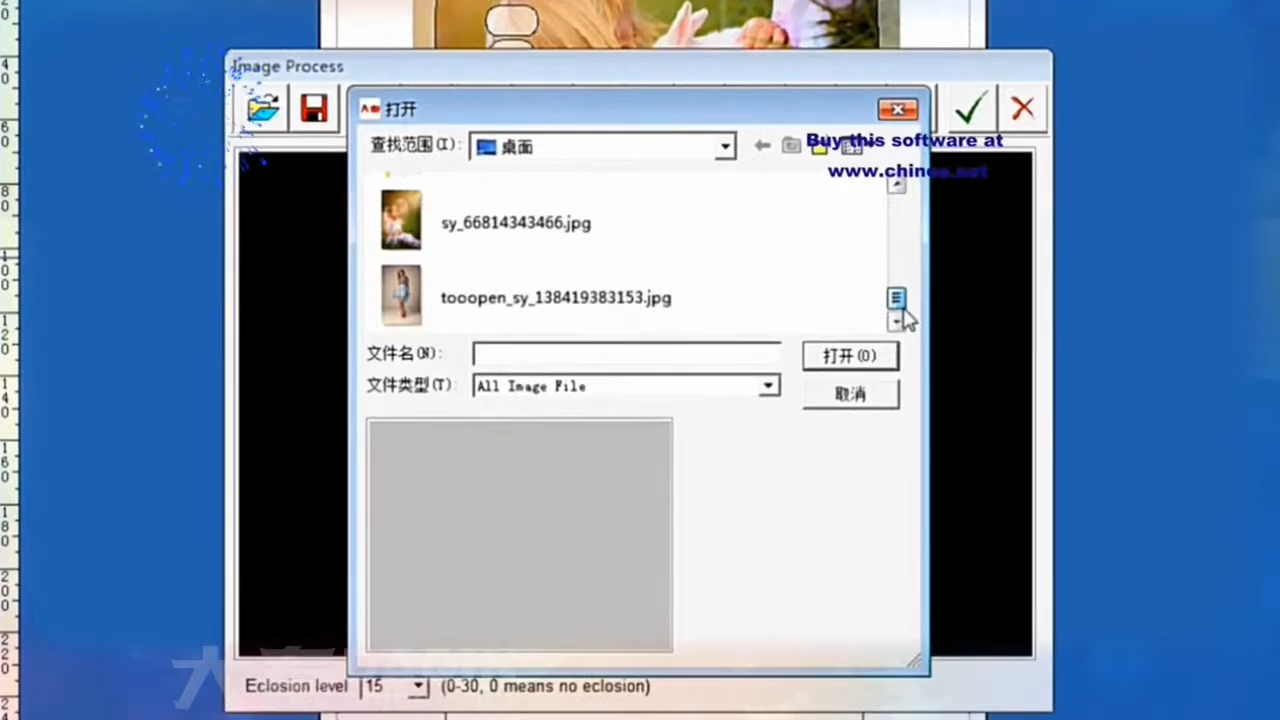 Image Process
打开
查找范围(I):
桌面
Buy this software at
sy_66814343466.jpg
tooopen_sy_138419383153.jpg
文件名(N):
打开(O)
文件类型(T):
All Image File
取消
Eclosion level
15
(0-30, 0 means no eclosion)